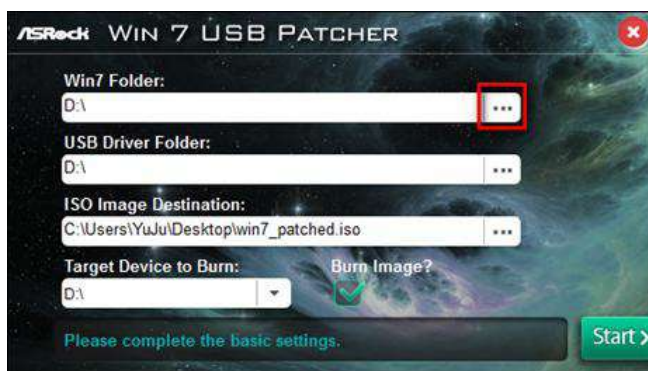 ASRock WIN 7 USB PATCHER
Win7 Folder:
D:\
...
USB Driver Folder:
D:\
...
ISO Image Destination:
C:\Users\YuJu\Desktop\win7_patched.iso
...
Target Device to Burn: Burn Image?
D:\
Please complete the basic settings.
Start